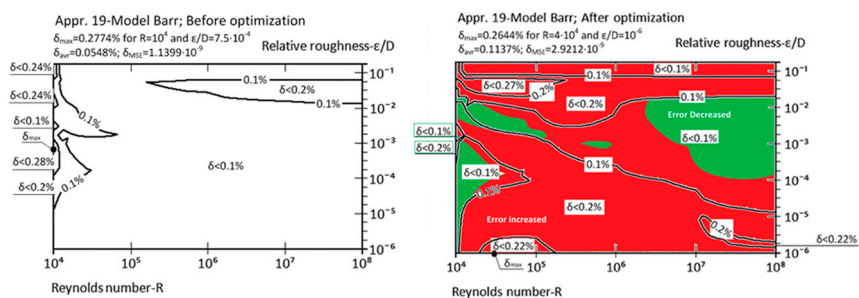 Appr. 19-Model Barr; Before optimization
δmax=0.2774% for R=10⁴ and ε/D=7.5·10⁻⁴
δavr=0.0548%; δMSE=1.1399·10⁻⁹
Relative roughness-ε/D
δ<0.24%
δ<0.24%
δ<0.1%
δmax
δ<0.28%
δ<0.2%
0.1%
0.1%
0.1%
δ<0.2%
0.1%
δ<0.1%
10⁻¹
10⁻²
10⁻³
10⁻⁴
10⁻⁵
10⁻⁶
10⁴
10⁵
10⁶
10⁷
10⁸
Reynolds number-R
Appr. 19-Model Barr; After optimization
δmax=0.2644% for R=4·10⁴ and ε/D=10⁻⁶
δavr=0.1137%; δMSE=2.9212·10⁻⁹
Relative roughness-ε/D
0.1%
δ<0.1%
δ<0.27%
0.2%
δ<0.2%
0.1%
Error Decreased
δ<0.1%
δ<0.1%
δ<0.2%
δ<0.1%
0.1%
0.1%
δ<0.2%
Error increased
0.2%
δ<0.22%
δ<0.22%
10⁻¹
10⁻²
10⁻³
10⁻⁴
10⁻⁵
10⁻⁶
10⁴
δmax
10⁵
10⁶
10⁷
10⁸
Reynolds number-R